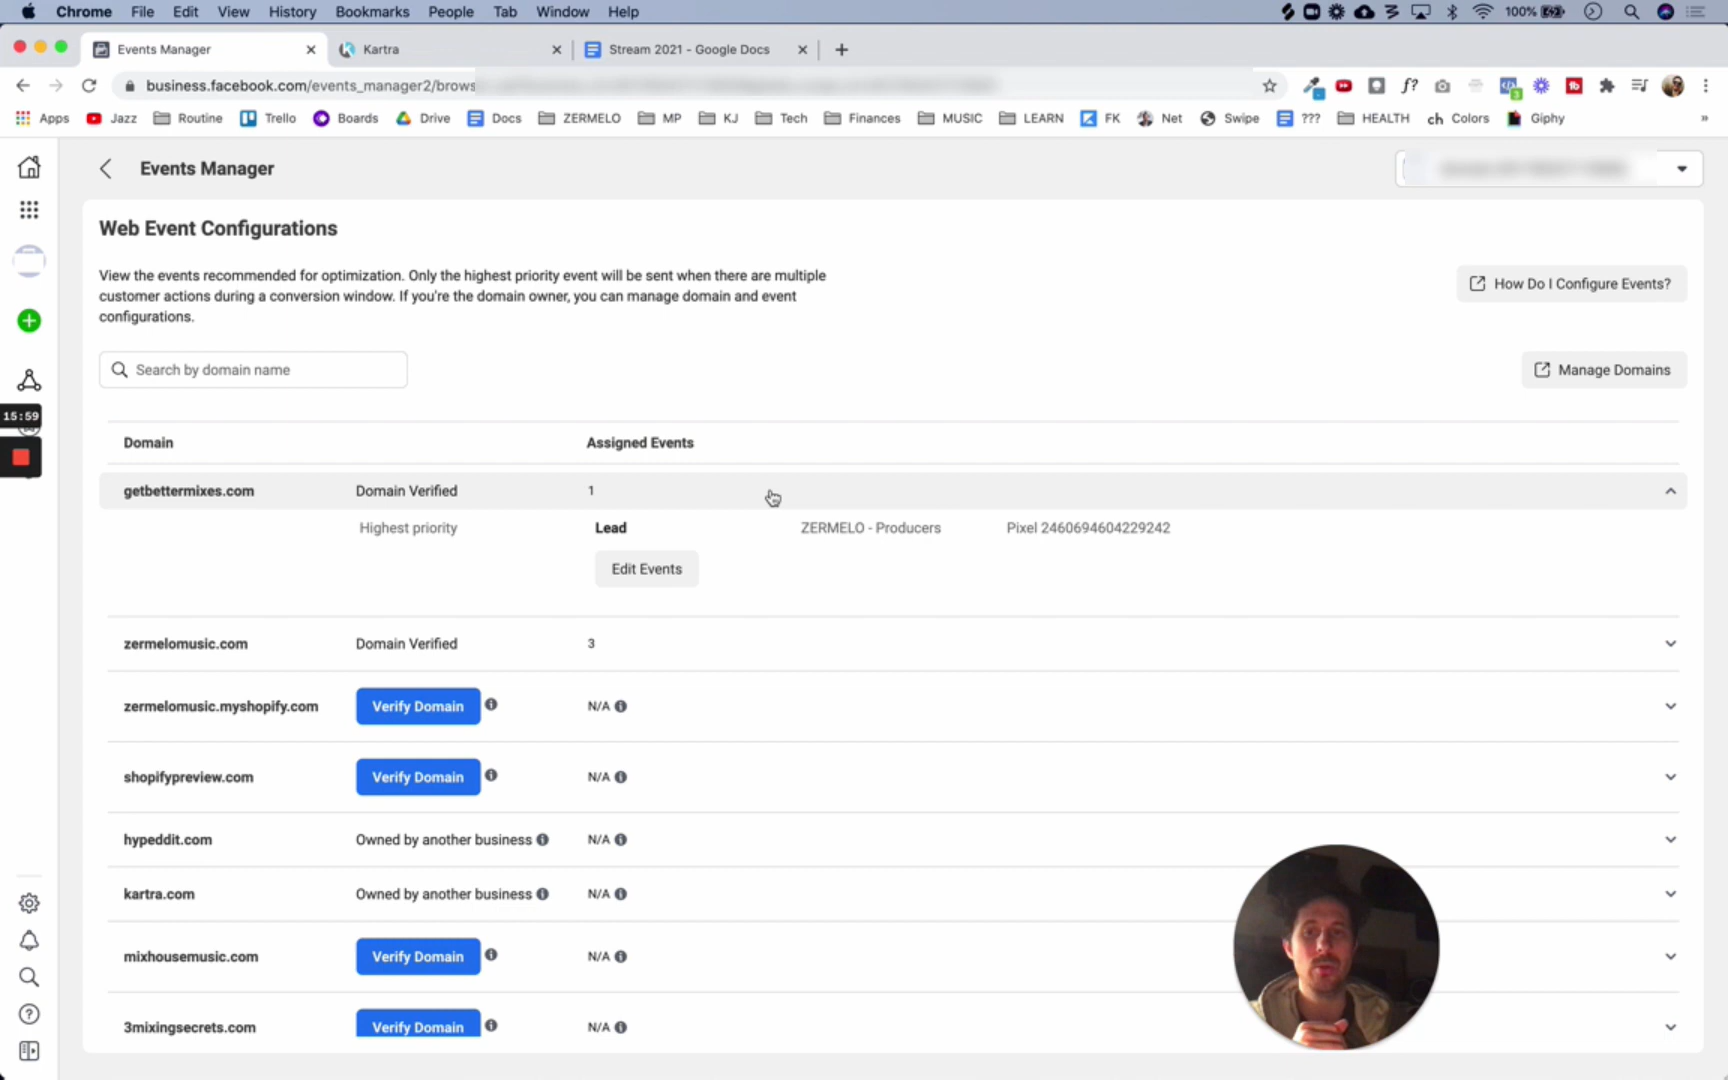 Chrome File Edit View History Bookmarks People Tab Window Help 100%
Events Manager Kartra Stream 2021 - Google Docs
business.facebook.com/events_manager2/brows
Apps Jazz Routine Trello Boards Drive Docs ZERMELO MP KJ Tech Finances MUSIC LEARN FK Net Swipe ??? HEALTH ch Colors Giphy »
Events Manager
Web Event Configurations
View the events recommended for optimization. Only the highest priority event will be sent when there are multiple
customer actions during a conversion window. If you're the domain owner, you can manage domain and event
configurations.
How Do I Configure Events?
Search by domain name
Manage Domains
15:59
Domain Assigned Events
getbettermixes.com Domain Verified 1
Highest priority Lead ZERMELO - Producers Pixel 2460694604229242
Edit Events
zermelomusic.com Domain Verified 3
zermelomusic.myshopify.com Verify Domain N/A
shopifypreview.com Verify Domain N/A
hypeddit.com Owned by another business N/A
kartra.com Owned by another business N/A
mixhousemusic.com Verify Domain N/A
3mixingsecrets.com Verify Domain N/A